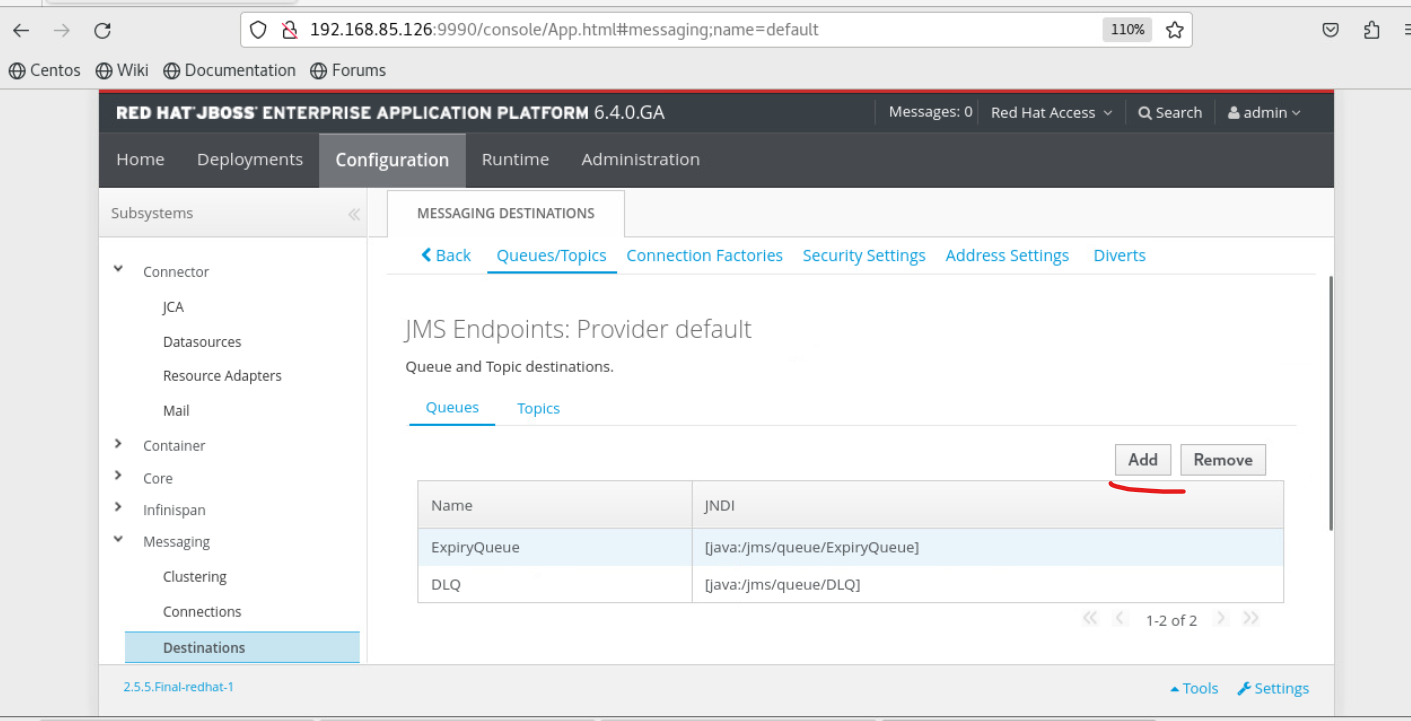 192.168.85.126:9990/console/App.html#messaging;name=default 110%
Centos Wiki Documentation Forums
RED HAT JBOSS ENTERPRISE APPLICATION PLATFORM 6.4.0.GA Messages: 0 Red Hat Access Search admin
Home Deployments Configuration Runtime Administration
Subsystems
MESSAGING DESTINATIONS
Back Queues/Topics Connection Factories Security Settings Address Settings Diverts
Connector
JCA
Datasources
Resource Adapters
Mail
Container
Core
Infinispan
Messaging
Clustering
Connections
Destinations
JMS Endpoints: Provider default
Queue and Topic destinations.
Queues Topics
Add Remove
Name JNDI
ExpiryQueue [java:/jms/queue/ExpiryQueue]
DLQ [java:/jms/queue/DLQ]
1-2 of 2
2.5.5.Final-redhat-1 Tools Settings